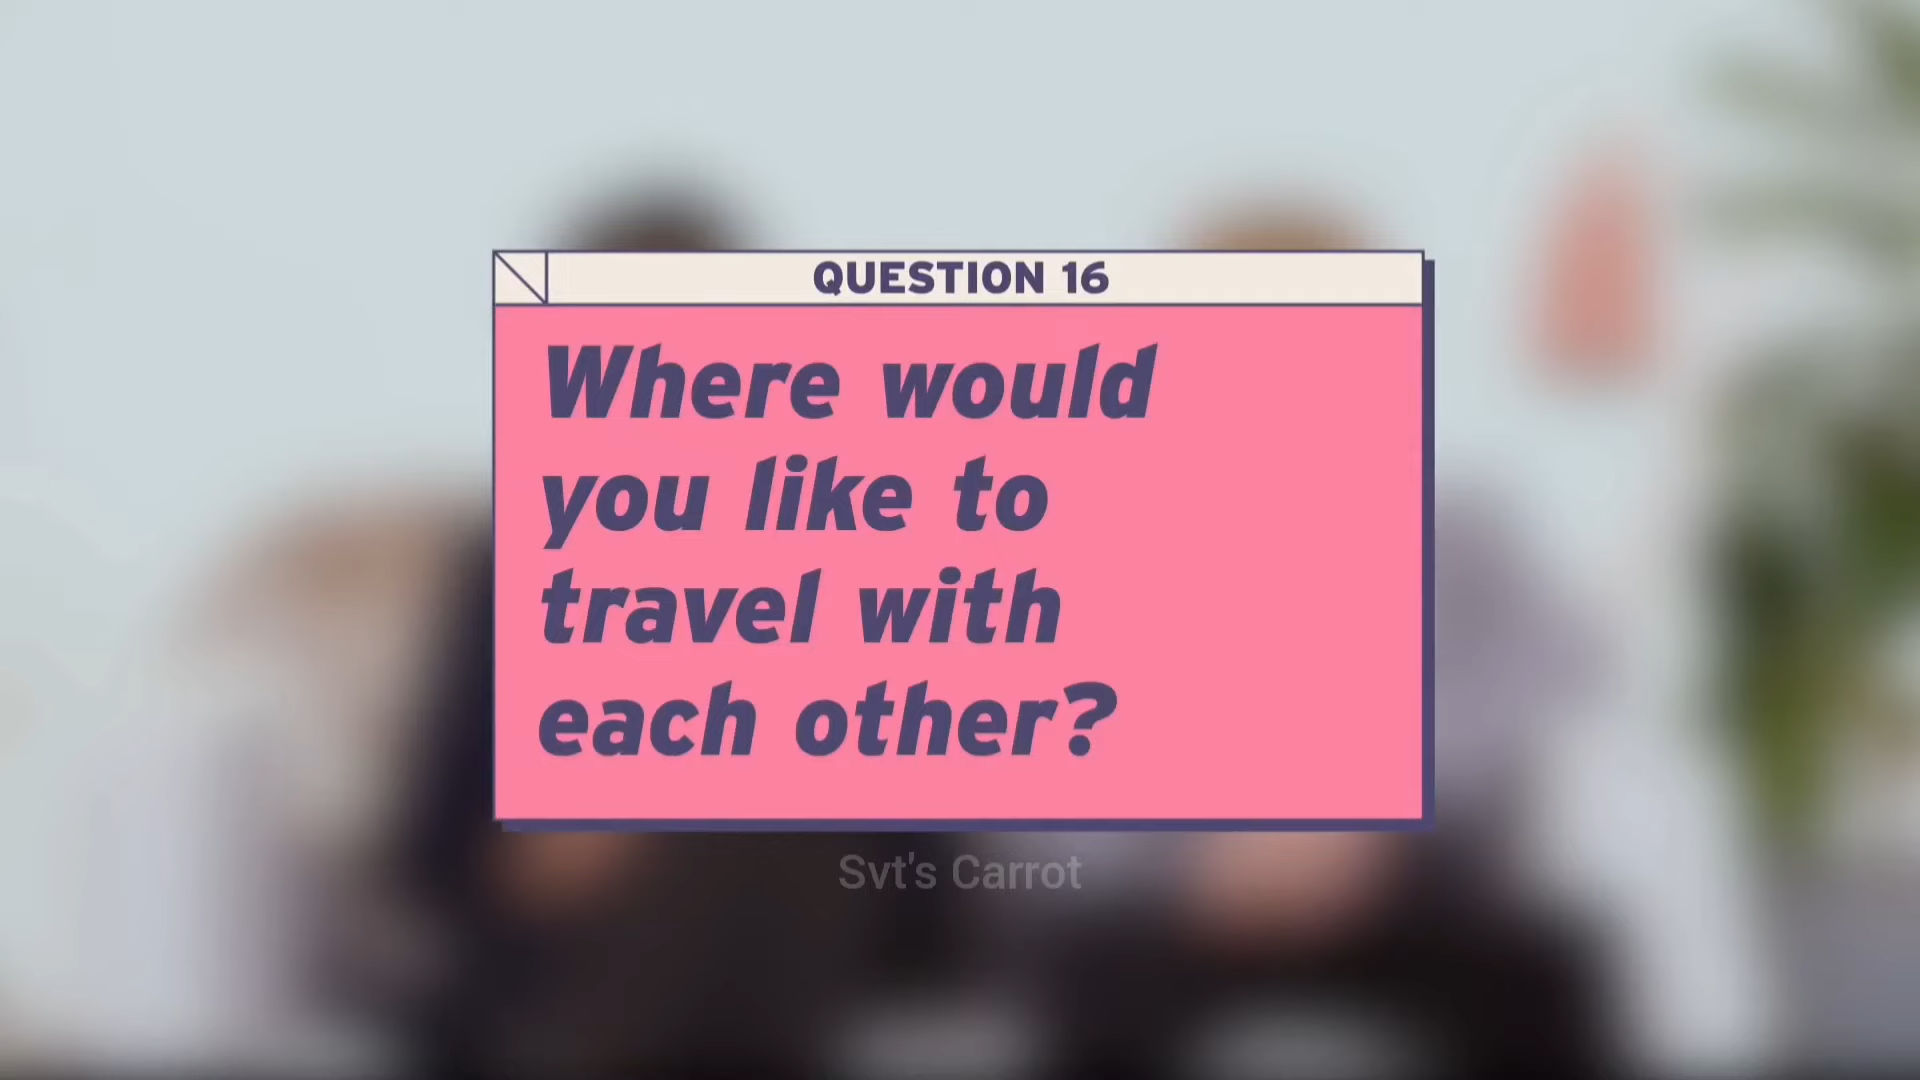 QUESTION 16
Where would
you like to
travel with
each other?
Svt's Carrot